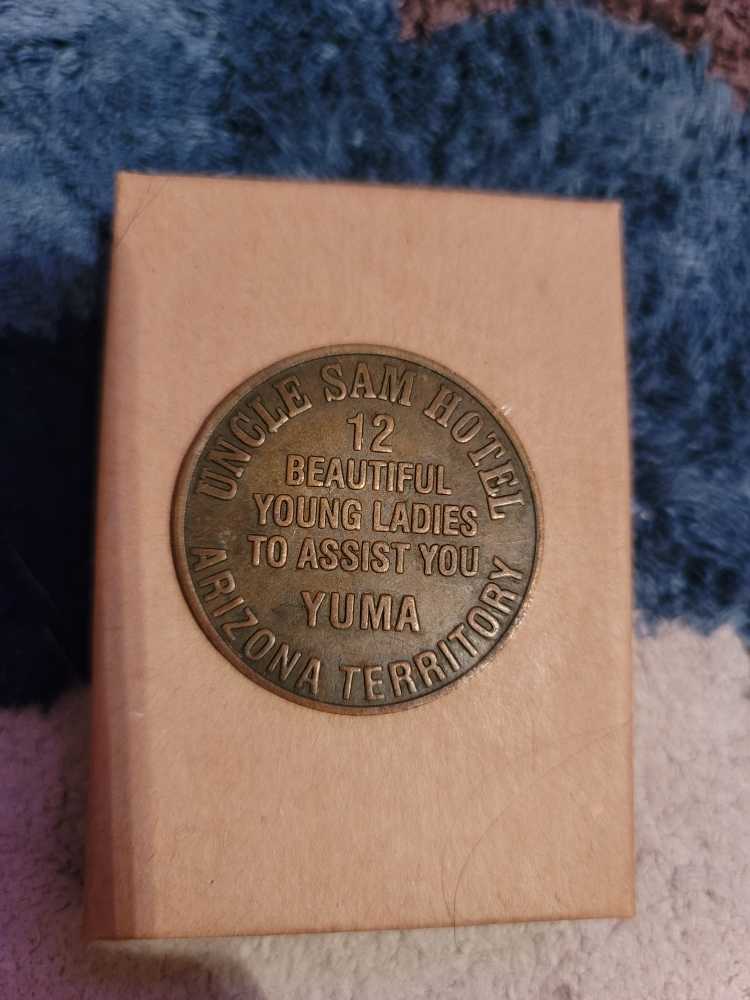 UNCLE SAM HOTEL
12
BEAUTIFUL
YOUNG LADIES
TO ASSIST YOU
YUMA
ARIZONA TERRITORY